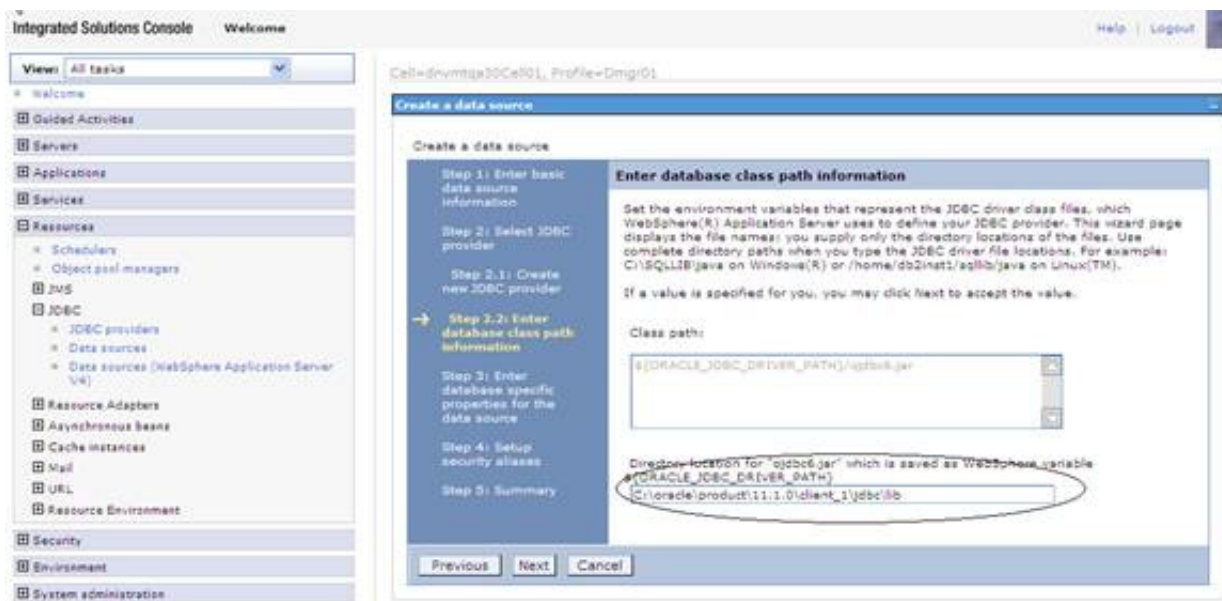 Integrated Solutions Console Welcome
Help | Logout
View: All tasks
Welcome
Guided Activities
Servers
Applications
Services
Resources
Schedulers
Object pool managers
JMS
JDBC
JDBC providers
Data sources
Data sources (WebSphere Application Server
V4)
Resource Adapters
Asynchronous beans
Cache instances
Mail
URL
Resource Environment
Security
Environment
System administration
Cell=dnvmtqa30Cell01, Profile=Dmgr01
Create a data source
Create a data source
Step 1: Enter basic
data source
information
Step 2: Select JDBC
provider
Step 2.1: Create
new JDBC provider
Step 2.2: Enter
database class path
information
Step 3: Enter
database specific
properties for the
data source
Step 4: Setup
security aliases
Step 5: Summary
Enter database class path information
Set the environment variables that represent the JDBC driver class files, which
WebSphere(R) Application Server uses to define your JDBC provider. This wizard page
displays the file names; you supply only the directory locations of the files. Use
complete directory paths when you type the JDBC driver file locations. For example:
C:\SQLLIB\java on Windows(R) or /home/db2inst1/sqllib/java on Linux(TM).
If a value is specified for you, you may click Next to accept the value.
Class path:
${ORACLE_JDBC_DRIVER_PATH}/ojdbc6.jar
Directory location for "ojdbc6.jar" which is saved as WebSphere variable
${ORACLE_JDBC_DRIVER_PATH}
C:\oracle\product\11.1.0\client_1\jdbc\lib
Previous Next Cancel